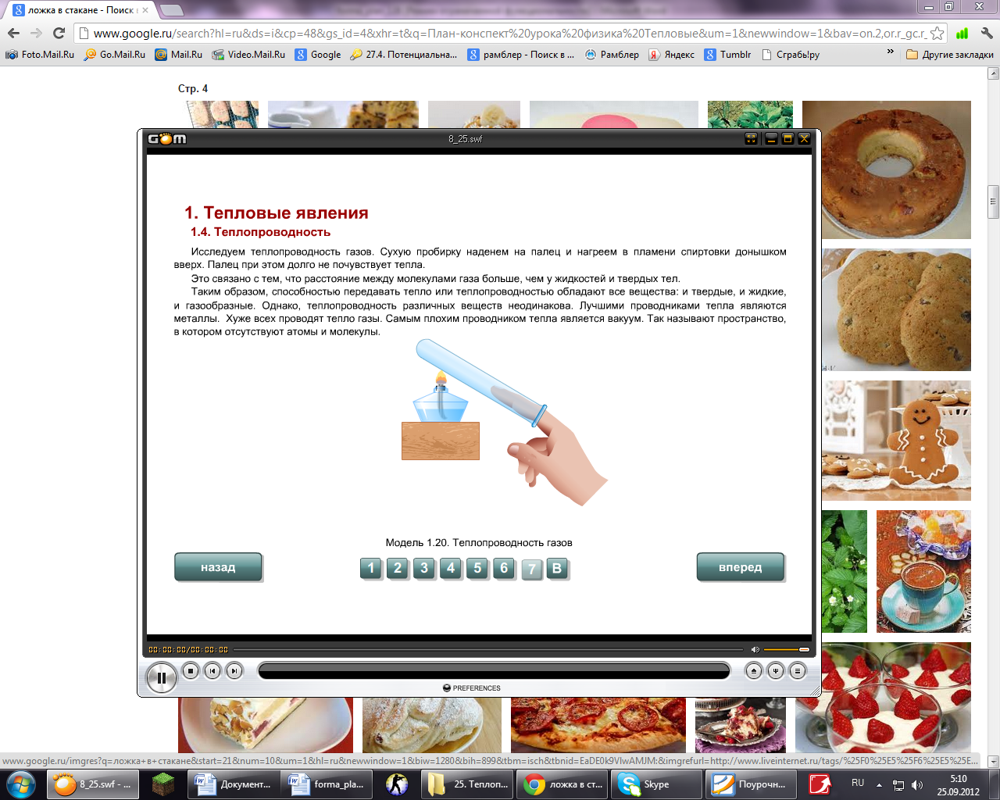 ложка в стакане - Поиск в
www.google.ru/search?hl=ru&ds=i&cp=48&gs_id=4&xhr=t&q=План-конспект%20урока%20физика%20Тепловые&um=1&newwindow=1&bav=on.2,or.r_gc.r_
Foto.Mail.Ru Go.Mail.Ru Mail.Ru Video.Mail.Ru Google 27.4. Потенциальна... рамблер - Поиск в ... Рамблер Яндекс Tumblr Сграбь!ру » Другие закладки
Стр. 4
GOM 8_25.swf
1. Тепловые явления
1.4. Теплопроводность
Исследуем теплопроводность газов. Сухую пробирку наденем на палец и нагреем в пламени спиртовки донышком
вверх. Палец при этом долго не почувствует тепла.
Это связано с тем, что расстояние между молекулами газа больше, чем у жидкостей и твердых тел.
Таким образом, способностью передавать тепло или теплопроводностью обладают все вещества: и твердые, и жидкие,
и газообразные. Однако, теплопроводность различных веществ неодинакова. Лучшими проводниками тепла являются
металлы. Хуже всех проводят тепло газы. Самым плохим проводником тепла является вакуум. Так называют пространство,
в котором отсутствуют атомы и молекулы.
Модель 1.20. Теплопроводность газов
назад 1 2 3 4 5 6 7 В вперед
00:00:00/00:00:00
PREFERENCES
www.google.ru/imgres?q=ложка+в+стакане&start=21&num=10&um=1&hl=ru&newwindow=1&biw=1280&bih=899&tbm=isch&tbnid=EaDE0k9VlwAMJM:&imgrefurl=http://www.liveinternet.ru/tags/%25F0%25E5%25F6%25E5%25E...
8_25.swf - ... Документ... forma_pla... 25. Теплоп... ложка в ст... Skype Поурочн... RU 5:10
25.09.2012